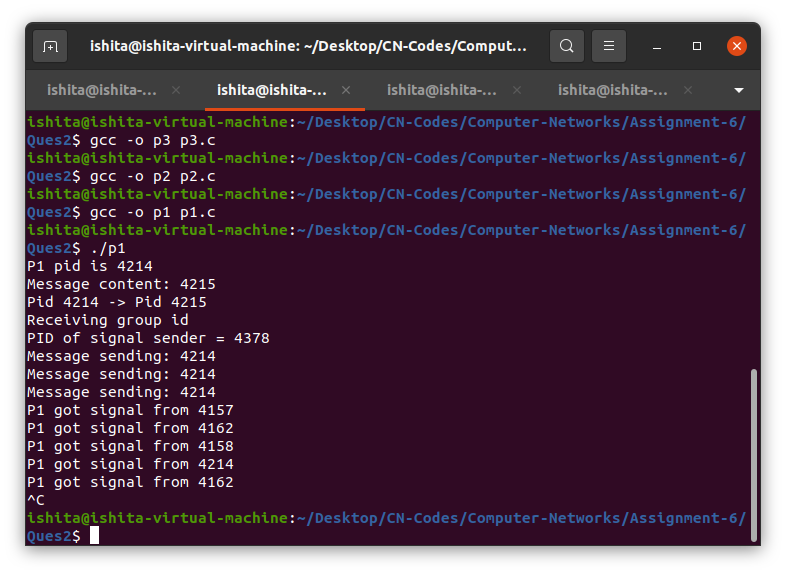 ishita@ishita-virtual-machine: ~/Desktop/CN-Codes/Comput...
ishita@ishita-... ishita@ishita-... ishita@ishita-... ishita@ishita-...
ishita@ishita-virtual-machine:~/Desktop/CN-Codes/Computer-Networks/Assignment-6/
Ques2$ gcc -o p3 p3.c
ishita@ishita-virtual-machine:~/Desktop/CN-Codes/Computer-Networks/Assignment-6/
Ques2$ gcc -o p2 p2.c
ishita@ishita-virtual-machine:~/Desktop/CN-Codes/Computer-Networks/Assignment-6/
Ques2$ gcc -o p1 p1.c
ishita@ishita-virtual-machine:~/Desktop/CN-Codes/Computer-Networks/Assignment-6/
Ques2$ ./p1
P1 pid is 4214
Message content: 4215
Pid 4214 -> Pid 4215
Receiving group id
PID of signal sender = 4378
Message sending: 4214
Message sending: 4214
Message sending: 4214
P1 got signal from 4157
P1 got signal from 4162
P1 got signal from 4158
P1 got signal from 4214
P1 got signal from 4162
^C
ishita@ishita-virtual-machine:~/Desktop/CN-Codes/Computer-Networks/Assignment-6/
Ques2$